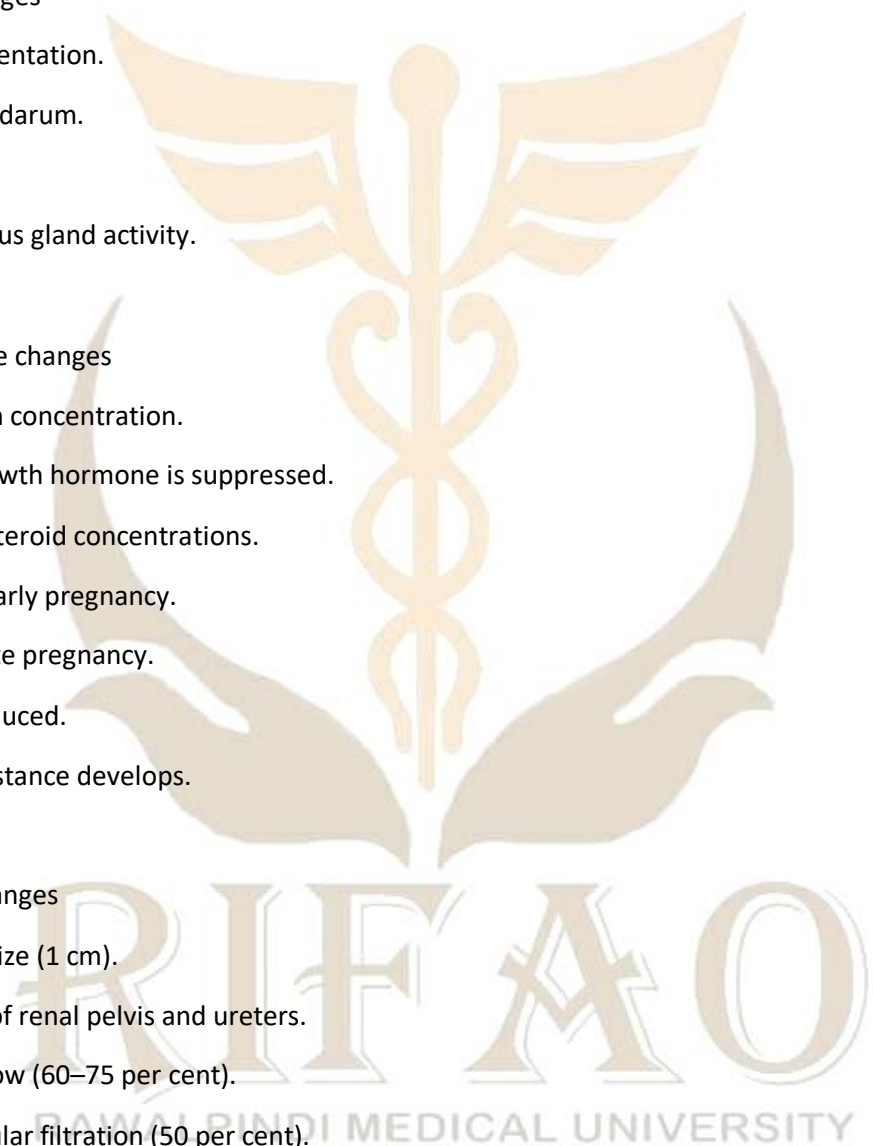 ges
entation.
darum.
us gland activity.
e changes
concentration.
wth hormone is suppressed.
teroid concentrations.
arly pregnancy.
e pregnancy.
uced.
stance develops.
anges
ize (1 cm).
of renal pelvis and ureters.
ow (60–75 per cent).
lar filtration (50 per cent).
RIFAO
RAWALPINDI MEDICAL UNIVERSITY